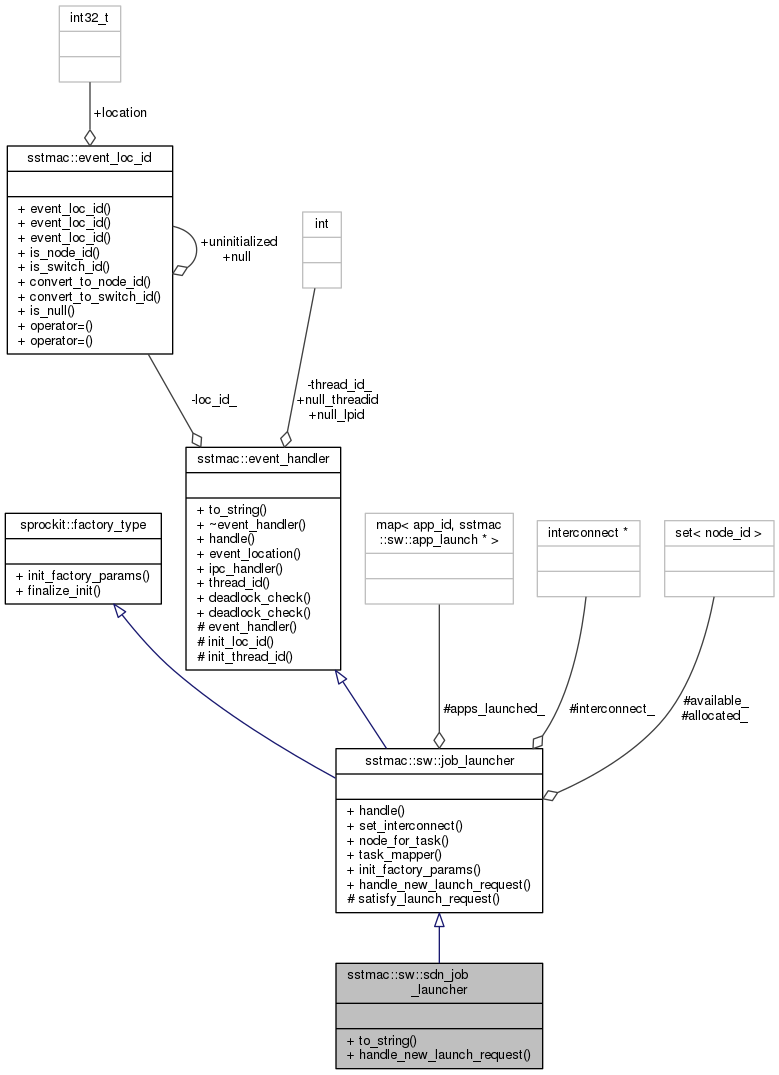 int32_t
+location
sstmac::event_loc_id
+ event_loc_id()
+ event_loc_id()
+ event_loc_id()
+ is_node_id()
+ is_switch_id()
+ convert_to_node_id()
+ convert_to_switch_id()
+ is_null()
+ operator=()
+ operator=()
+uninitialized
+null
int
-loc_id_
-thread_id_
+null_threadid
+null_lpid
sstmac::event_handler
+ to_string()
+ ~event_handler()
+ handle()
+ event_location()
+ ipc_handler()
+ thread_id()
+ deadlock_check()
+ deadlock_check()
# event_handler()
# init_loc_id()
# init_thread_id()
sprockit::factory_type
+ init_factory_params()
+ finalize_init()
map< app_id, sstmac
::sw::app_launch * >
interconnect *
set< node_id >
#apps_launched_
#interconnect_
#available_
#allocated_
sstmac::sw::job_launcher
+ handle()
+ set_interconnect()
+ node_for_task()
+ task_mapper()
+ init_factory_params()
+ handle_new_launch_request()
# satisfy_launch_request()
sstmac::sw::sdn_job
_launcher
+ to_string()
+ handle_new_launch_request()